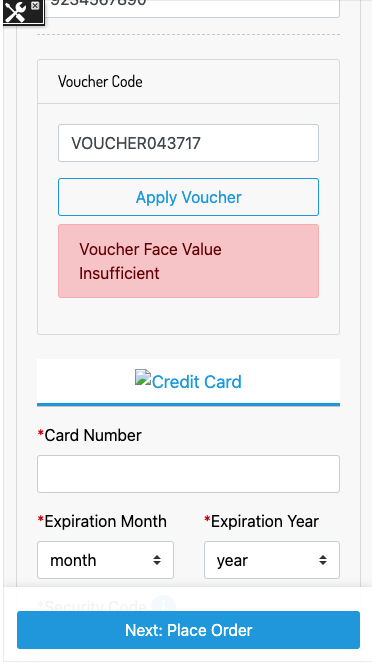 9234567890
Voucher Code
VOUCHER043717
Apply Voucher
Voucher Face Value
Insufficient
Credit Card
*Card Number
*Expiration Month *Expiration Year
month year
*Security Code
Next: Place Order